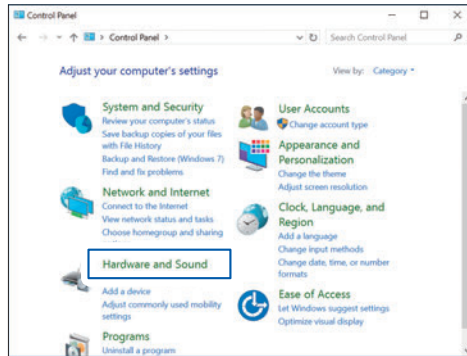 Control Panel
Control Panel
Search Control Panel
Adjust your computer's settings
View by: Category
System and Security
Review your computer's status
Save backup copies of your files
with File History
Backup and Restore (Windows 7)
Find and fix problems
Network and Internet
Connect to the Internet
View network status and tasks
Choose homegroup and sharing
Hardware and Sound
Add a device
Adjust commonly used mobility
settings
Programs
Uninstall a program
User Accounts
Change account type
Appearance and
Personalization
Change the theme
Adjust screen resolution
Clock, Language, and
Region
Add a language
Change input methods
Change date, time, or number
formats
Ease of Access
Let Windows suggest settings
Optimize visual display